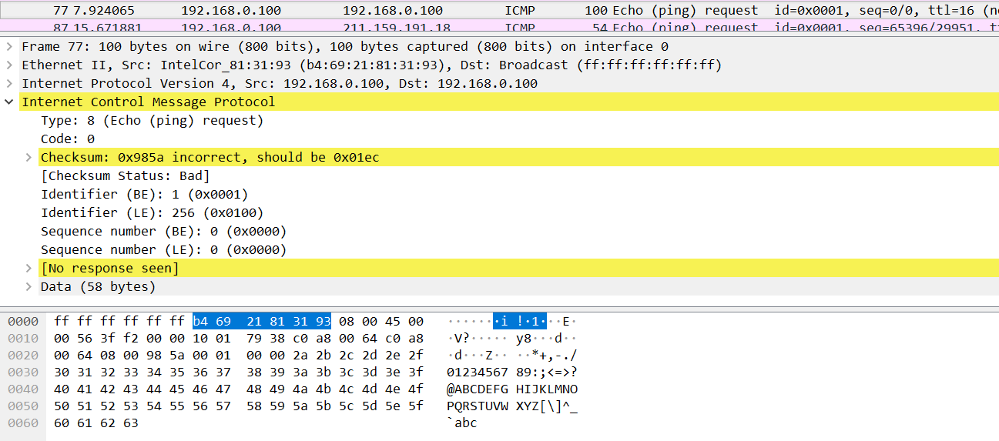 77 7.924065 192.168.0.100 192.168.0.100 ICMP 100 Echo (ping) request id=0x0001, seq=0/0, ttl=16 (n
87 15.671881 192.168.0.100 211.159.191.18 ICMP 54 Echo (ping) request id=0x0001, seq=65396/29951, t
Frame 77: 100 bytes on wire (800 bits), 100 bytes captured (800 bits) on interface 0
Ethernet II, Src: IntelCor_81:31:93 (b4:69:21:81:31:93), Dst: Broadcast (ff:ff:ff:ff:ff:ff)
Internet Protocol Version 4, Src: 192.168.0.100, Dst: 192.168.0.100
Internet Control Message Protocol
Type: 8 (Echo (ping) request)
Code: 0
Checksum: 0x985a incorrect, should be 0x01ec
[Checksum Status: Bad]
Identifier (BE): 1 (0x0001)
Identifier (LE): 256 (0x0100)
Sequence number (BE): 0 (0x0000)
Sequence number (LE): 0 (0x0000)
[No response seen]
Data (58 bytes)
0000 ff ff ff ff ff ff b4 69 21 81 31 93 08 00 45 00 ·······i !·1···E·
0010 00 56 3f f2 00 00 10 01 79 38 c0 a8 00 64 c0 a8 ·V?····· y8···d··
0020 00 64 08 00 98 5a 00 01 00 00 2a 2b 2c 2d 2e 2f ·d···Z·· ··*+,-./
0030 30 31 32 33 34 35 36 37 38 39 3a 3b 3c 3d 3e 3f 01234567 89:;<=>?
0040 40 41 42 43 44 45 46 47 48 49 4a 4b 4c 4d 4e 4f @ABCDEFG HIJKLMNO
0050 50 51 52 53 54 55 56 57 58 59 5a 5b 5c 5d 5e 5f PQRSTUVW XYZ[\]^_
0060 60 61 62 63 `abc